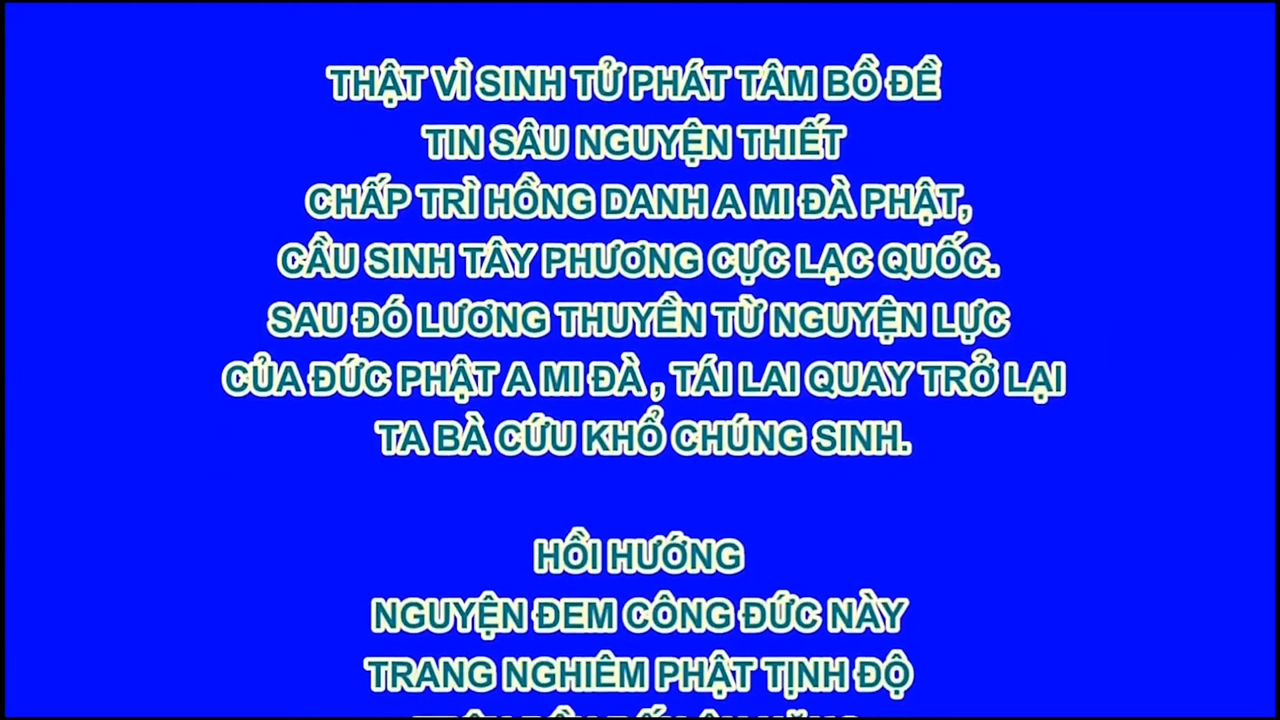 THẬT VÌ SINH TỬ PHÁT TÂM BỒ ĐỀ
TIN SÂU NGUYỆN THIẾT
CHẤP TRÌ HỒNG DANH A MI ĐÀ PHẬT,
CẦU SINH TÂY PHƯƠNG CỰC LẠC QUỐC.
SAU ĐÓ LƯƠNG THUYỀN TỪ NGUYỆN LỰC
CỦA ĐỨC PHẬT A MI ĐÀ , TÁI LAI QUAY TRỞ LẠI
TA BÀ CỨU KHỔ CHÚNG SINH.
HỒI HƯỚNG
NGUYỆN ĐEM CÔNG ĐỨC NÀY
TRANG NGHIÊM PHẬT TỊNH ĐỘ